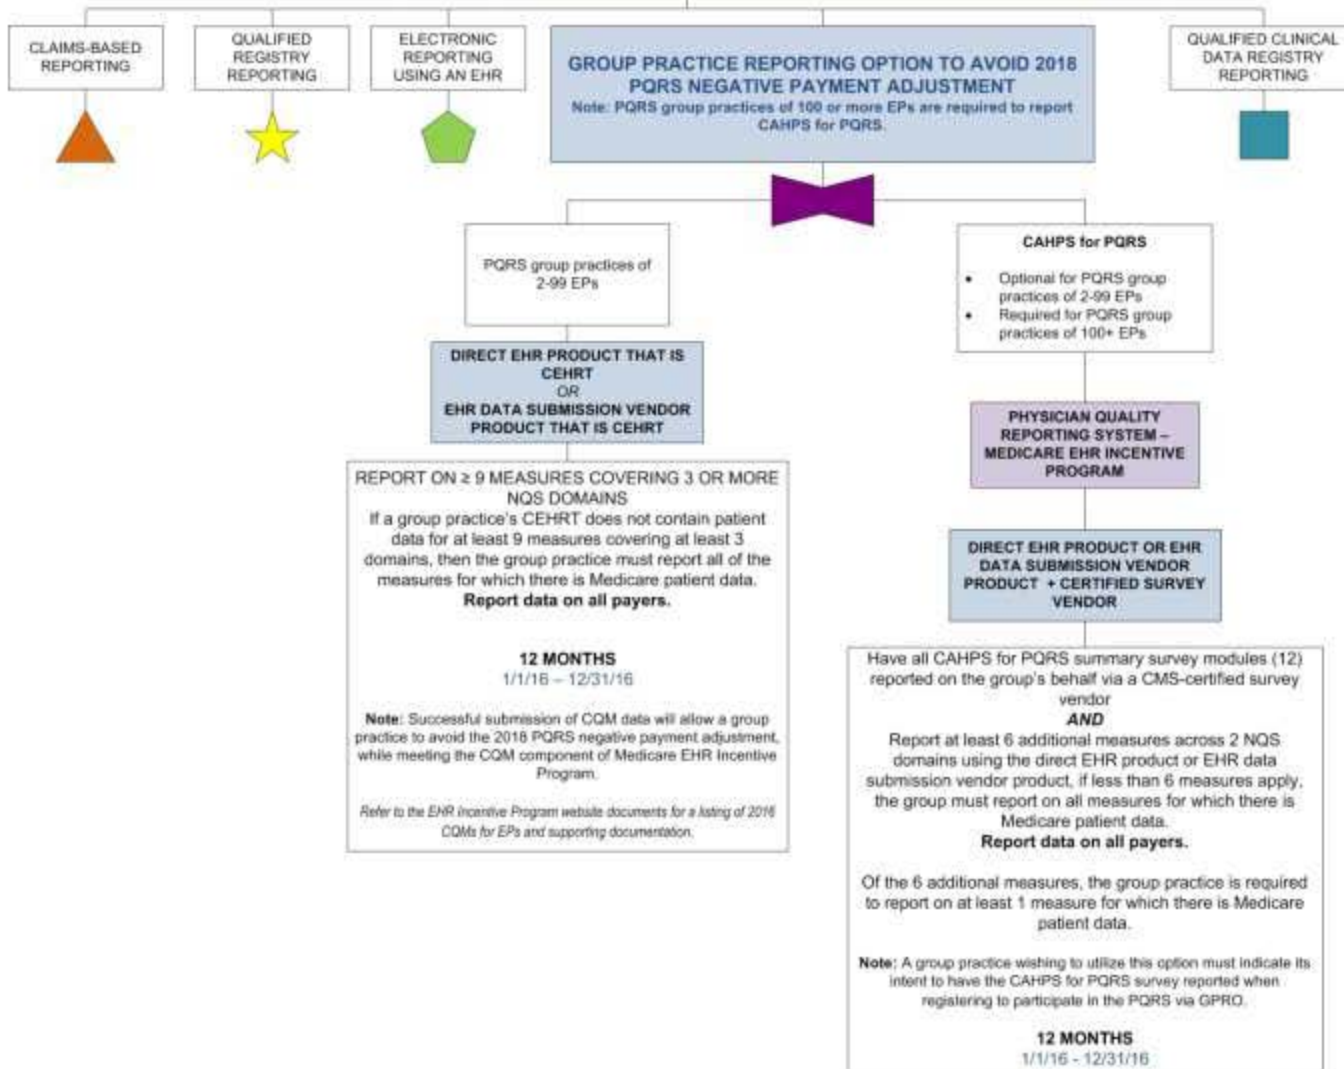 CLAIMS-BASED
REPORTING
QUALIFIED
REGISTRY
REPORTING
ELECTRONIC
REPORTING
USING AN EHR
GROUP PRACTICE REPORTING OPTION TO AVOID 2018
PQRS NEGATIVE PAYMENT ADJUSTMENT
Note: PQRS group practices of 100 or more EPs are required to report
CAHPS for PQRS.
QUALIFIED CLINICAL
DATA REGISTRY
REPORTING
PQRS group practices of
2-99 EPs
DIRECT EHR PRODUCT THAT IS
CEHRT
OR
EHR DATA SUBMISSION VENDOR
PRODUCT THAT IS CEHRT
REPORT ON ≥ 9 MEASURES COVERING 3 OR MORE
NQS DOMAINS
If a group practice's CEHRT does not contain patient
data for at least 9 measures covering at least 3
domains, then the group practice must report all of the
measures for which there is Medicare patient data.
Report data on all payers.
12 MONTHS
1/1/16 – 12/31/16
Note: Successful submission of CQM data will allow a group
practice to avoid the 2018 PQRS negative payment adjustment,
while meeting the CQM component of Medicare EHR Incentive
Program.
Refer to the EHR Incentive Program website documents for a listing of 2016
CQMs for EPs and supporting documentation.
CAHPS for PQRS
• Optional for PQRS group
practices of 2-99 EPs
• Required for PQRS group
practices of 100+ EPs
PHYSICIAN QUALITY
REPORTING SYSTEM –
MEDICARE EHR INCENTIVE
PROGRAM
DIRECT EHR PRODUCT OR EHR
DATA SUBMISSION VENDOR
PRODUCT + CERTIFIED SURVEY
VENDOR
Have all CAHPS for PQRS summary survey modules (12)
reported on the group's behalf via a CMS-certified survey
vendor
AND
Report at least 6 additional measures across 2 NQS
domains using the direct EHR product or EHR data
submission vendor product, if less than 6 measures apply,
the group must report on all measures for which there is
Medicare patient data.
Report data on all payers.
Of the 6 additional measures, the group practice is required
to report on at least 1 measure for which there is Medicare
patient data.
Note: A group practice wishing to utilize this option must indicate its
intent to have the CAHPS for PQRS survey reported when
registering to participate in the PQRS via GPRO.
12 MONTHS
1/1/16 - 12/31/16